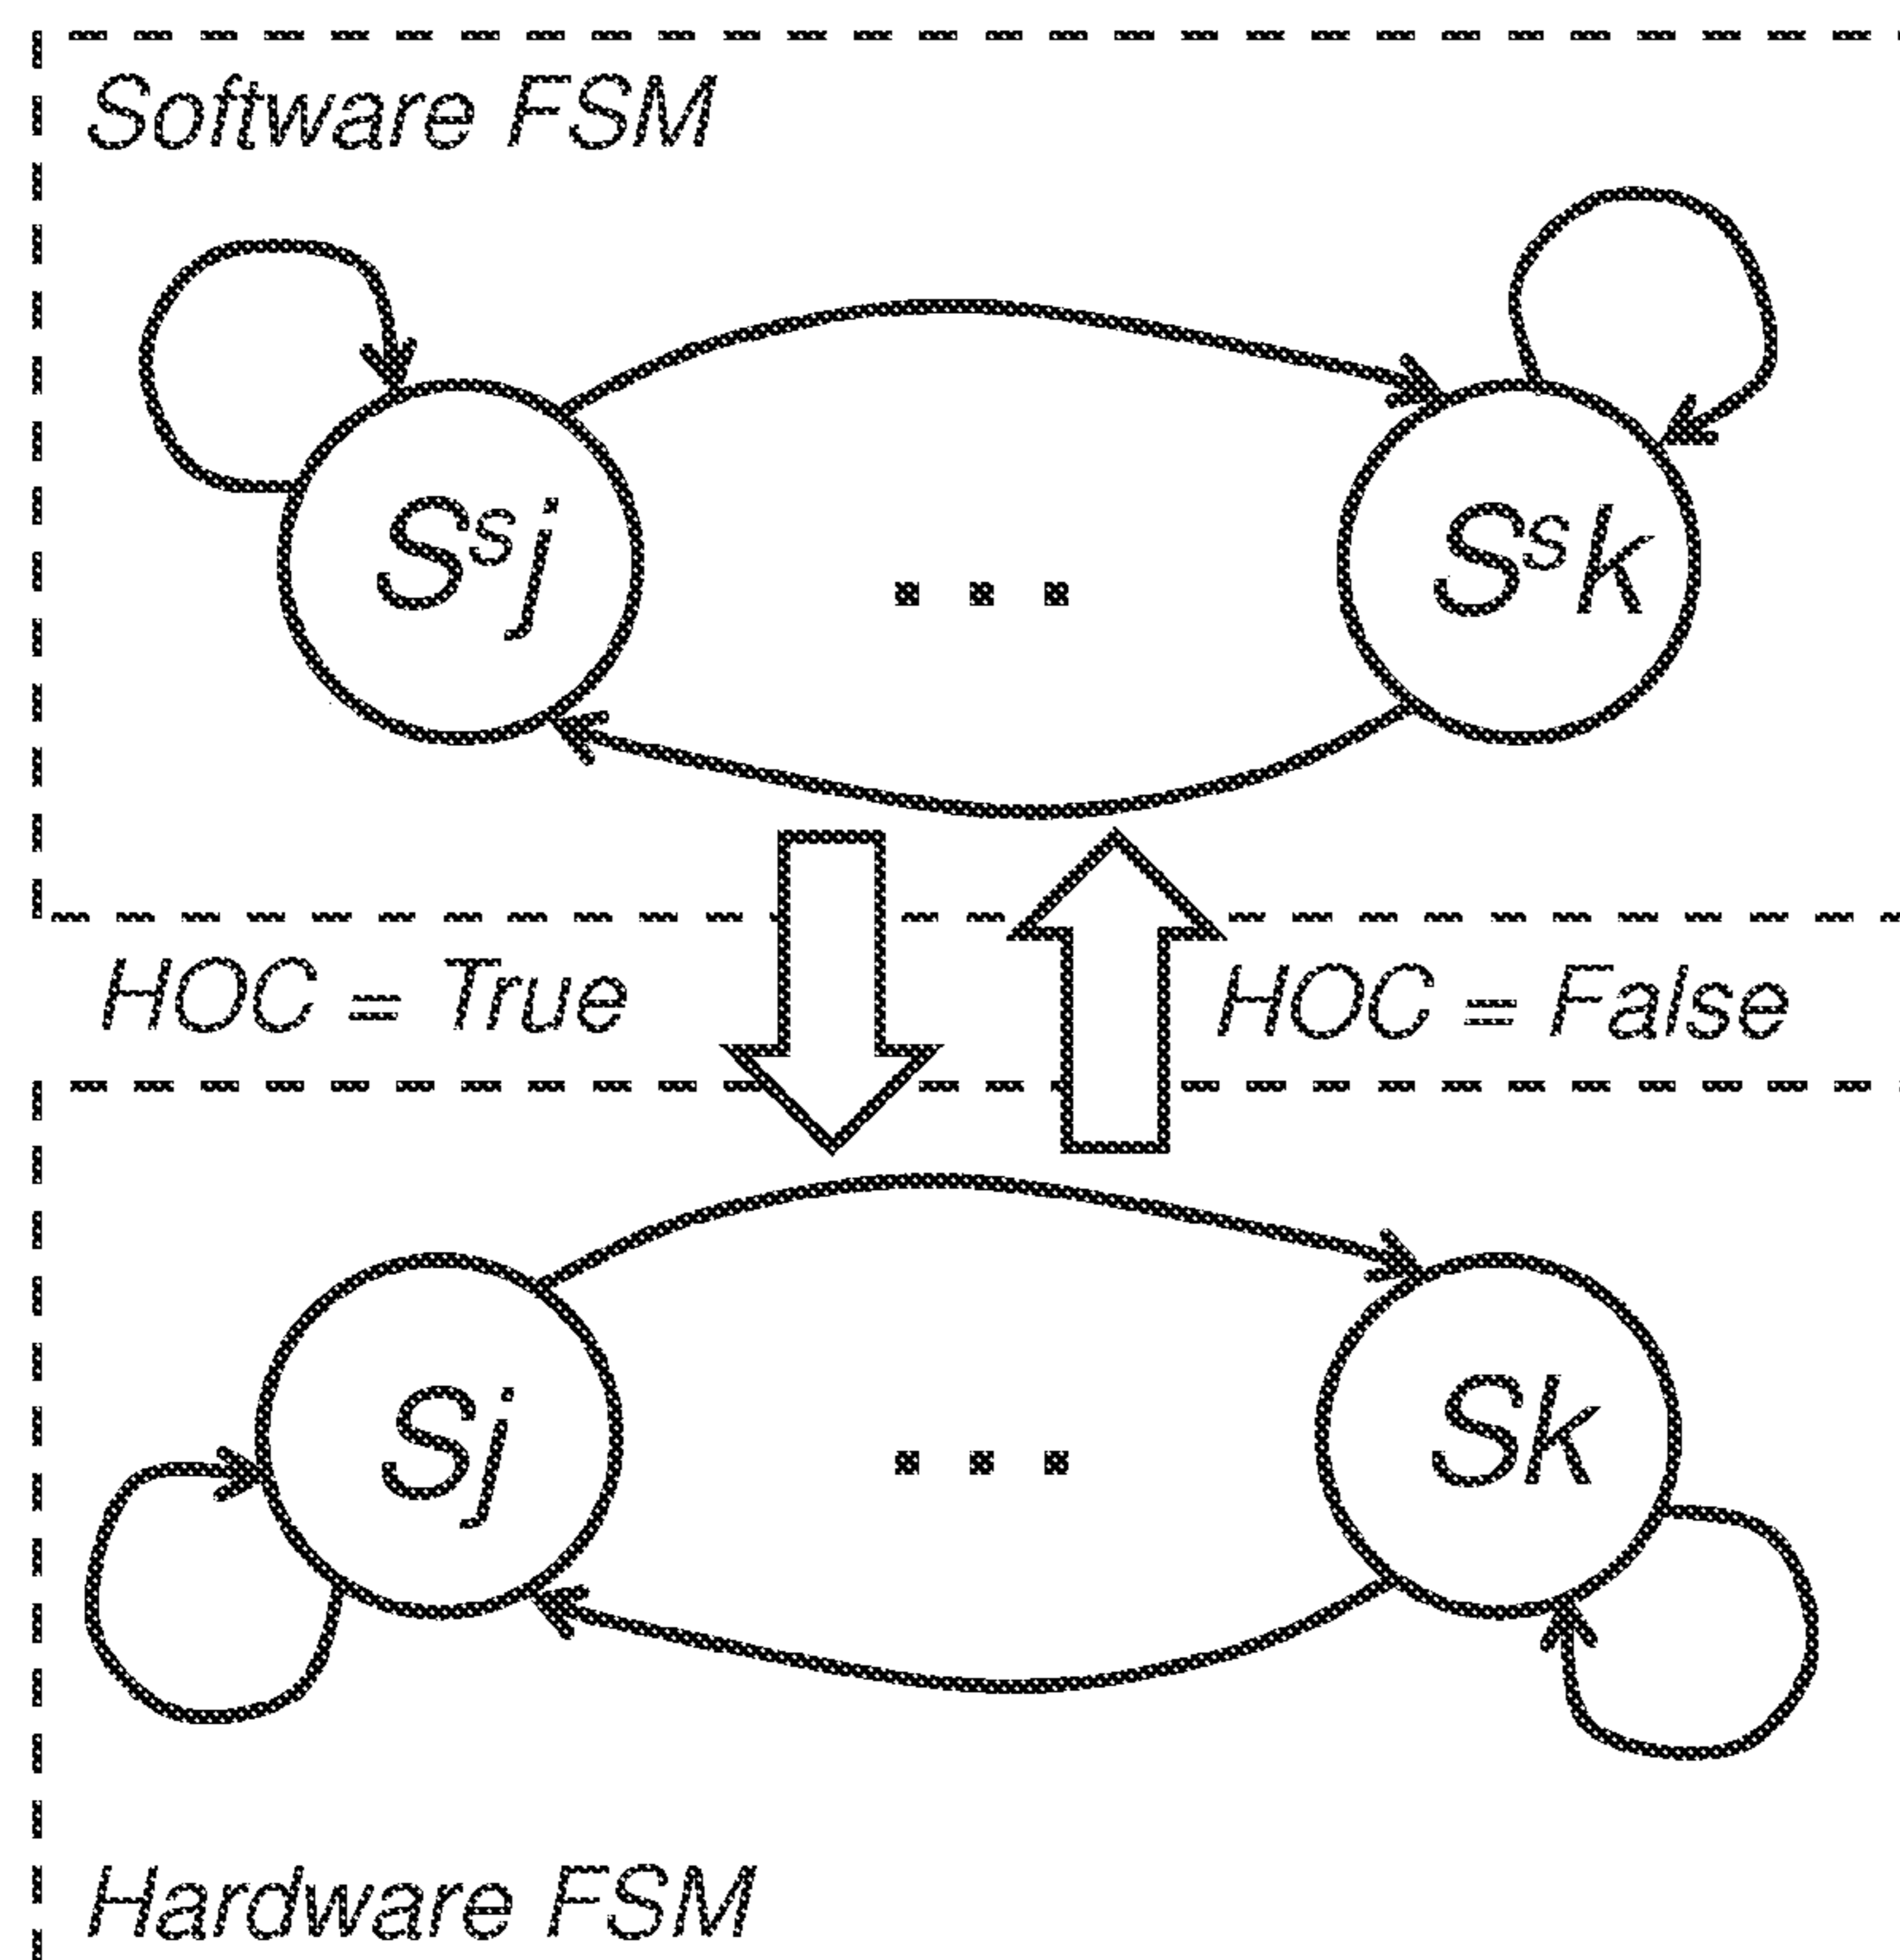 Software FSM
Sˢj
. . .
Sˢk
HOC = True
HOC = False
Sj
. . .
Sk
Hardware FSM